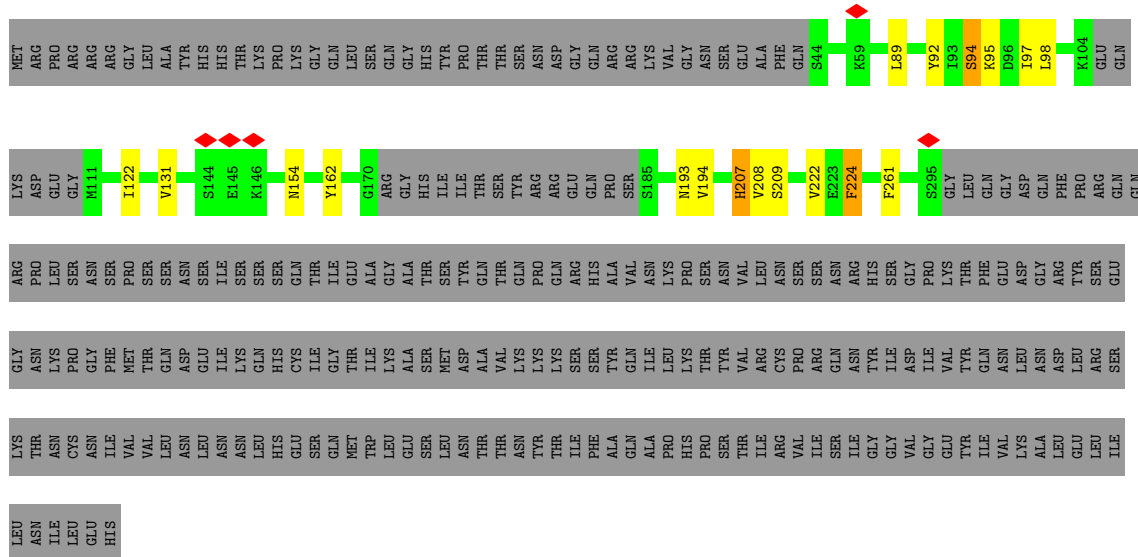 MET ARG PRO ARG ARG ARG GLY LEU ALA TYR HIS HIS THR LYS PRO LYS GLY GLN LEU SER GLN GLY HIS TYR PRO THR THR SER ASN ASP GLY GLN ARG ARG LYS VAL GLY ASN SER GLU ALA PHE GLN S44 K59 L89 Y92 I93 S94 K95 D96 I97 L98 K104 GLU GLN
LYS ASP GLU GLY M111 I122 V131 S144 E145 K146 N154 Y162 G170 ARG GLY HIS ILE ILE THR SER TYR ARG ARG GLU GLN PRO SER S185 N193 V194 H207 V208 S209 V222 E223 F224 F261 S295 GLY LEU GLN GLY ASP GLN PHE PRO ARG GLN GLN
ARG PRO LEU SER ASN SER PRO SER SER ASN SER ILE SER SER SER GLN THR ILE GLU ALA GLY ALA THR SER TYR GLN THR GLN PRO GLN ARG HIS ALA VAL ASN LYS PRO SER ASN VAL LEU ASN SER SER ASN ARG HIS SER GLY PRO LYS THR PHE GLU ASP GLY ARG TYR SER GLU
GLY ASN LYS PRO GLY PHE MET THR GLN ASP GLU ILE LYS GLN HIS CYS ILE GLY THR ILE LYS ALA SER MET ASP ALA VAL LYS LYS LYS SER SER TYR GLN ILE LEU LYS THR TYR VAL ARG CYS PRO ARG GLN ASN TYR ILE ASP ILE VAL TYR GLN ASN LEU ASN ASP LEU ARG SER
LYS THR ASN CYS ASN ILE VAL VAL LEU ASN LEU ASN ASN LEU HIS GLU SER GLN MET TRP LEU GLU SER LEU ASN THR THR ASN TYR THR ILE PHE ALA GLN ALA PRO HIS PRO SER THR ILE ARG VAL ILE SER ILE GLY GLY VAL GLY GLU TYR ILE VAL LYS ALA LEU GLU LEU ILE
LEU ASN ILE LEU GLU HIS